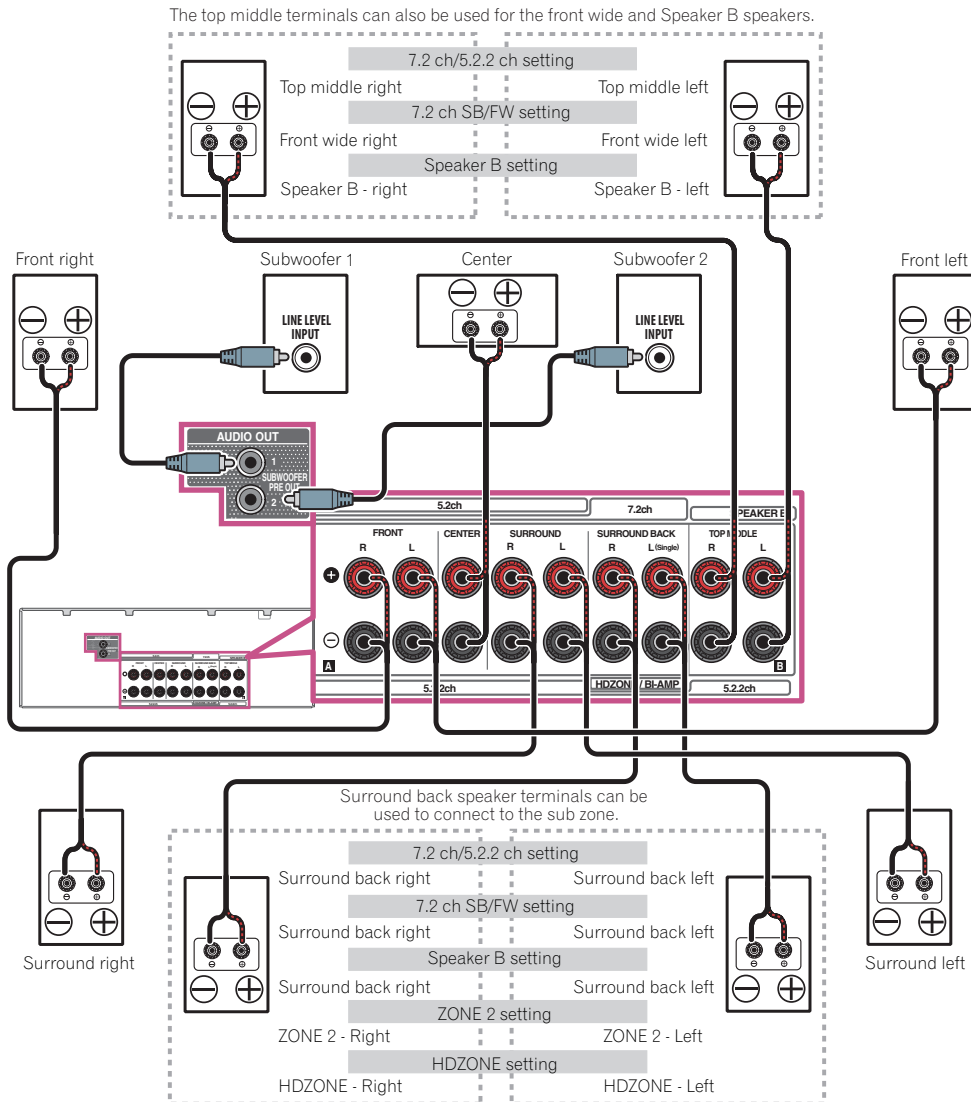 The top middle terminals can also be used for the front wide and Speaker B speakers.
7.2 ch/5.2.2 ch setting
Top middle right
Top middle left
7.2 ch SB/FW setting
Front wide right
Front wide left
Speaker B setting
Speaker B - right
Speaker B - left
Front right
Subwoofer 1
Center
Subwoofer 2
Front left
LINE LEVEL
INPUT
LINE LEVEL
INPUT
AUDIO OUT
1
SUBWOOFER
PRE OUT
2
5.2ch
7.2ch
FRONT
CENTER
SURROUND
SURROUND BACK
R
L
R
L
R
L (Single)
R
L
A
B
HDZONE / BI-AMP
5.2.2ch
Surround back speaker terminals can be
used to connect to the sub zone.
7.2 ch/5.2.2 ch setting
Surround back right
Surround back left
7.2 ch SB/FW setting
Surround back right
Surround back left
Speaker B setting
Surround back right
Surround back left
ZONE 2 setting
ZONE 2 - Right
ZONE 2 - Left
HDZONE setting
HDZONE - Right
HDZONE - Left
Surround right
Surround left